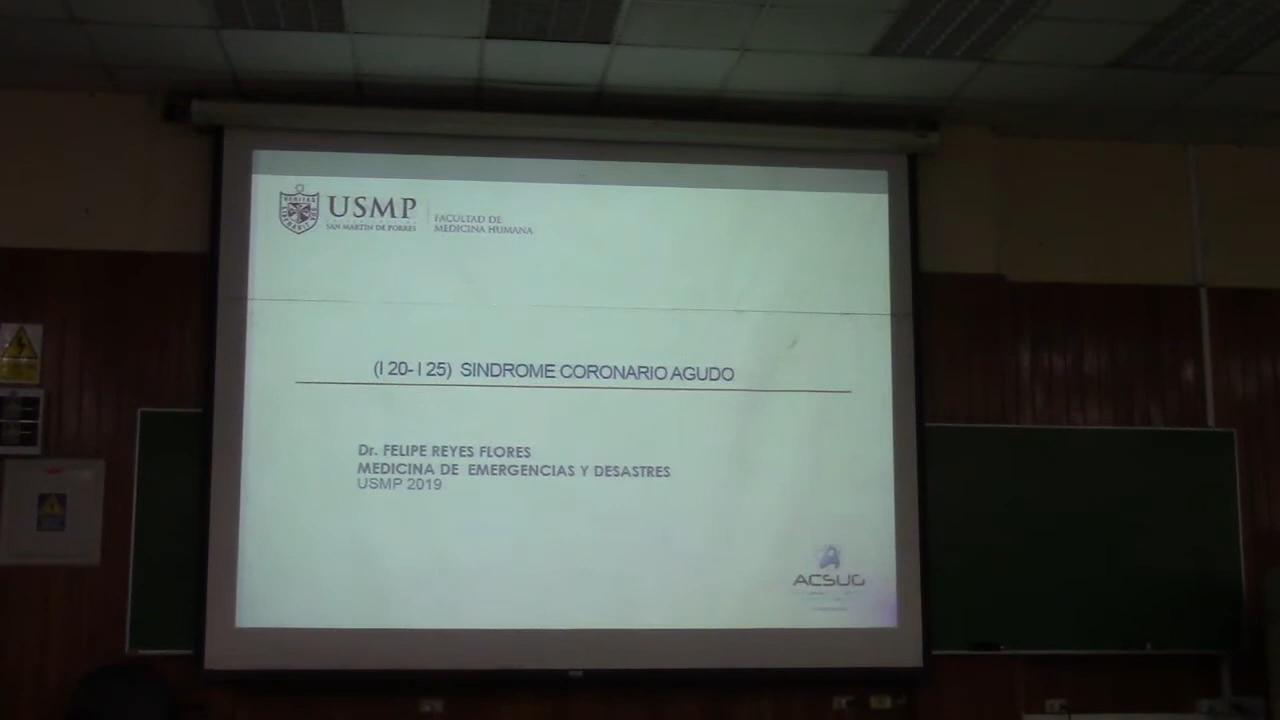 USMP
SAN MARTIN DE PORRES
FACULTAD DE
MEDICINA HUMANA
(I 20- I 25) SINDROME CORONARIO AGUDO
Dr. FELIPE REYES FLORES
MEDICINA DE EMERGENCIAS Y DESASTRES
USMP 2019
ACSUG